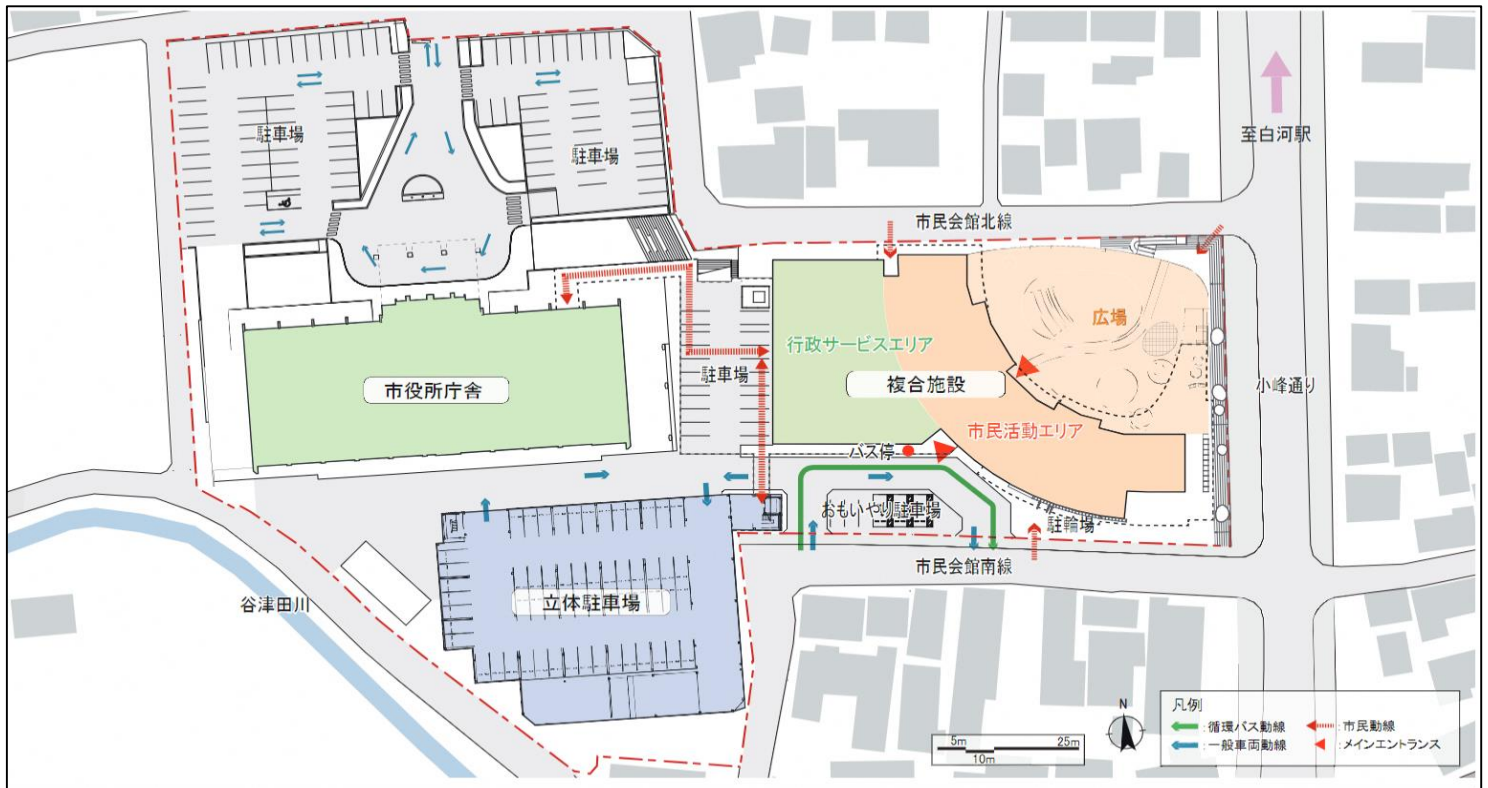 駐車場
駐車場
至白河駅
市民会館北線
広場
行政サービスエリア
駐車場
複合施設
小峰通り
市役所庁舎
市民活動エリア
バス停
おもいやり駐車場
駐輪場
市民会館南線
谷津田川
立体駐車場
N
5m
25m
10m
凡例
:循環バス動線
:市民動線
:一般車両動線
:メインエントランス